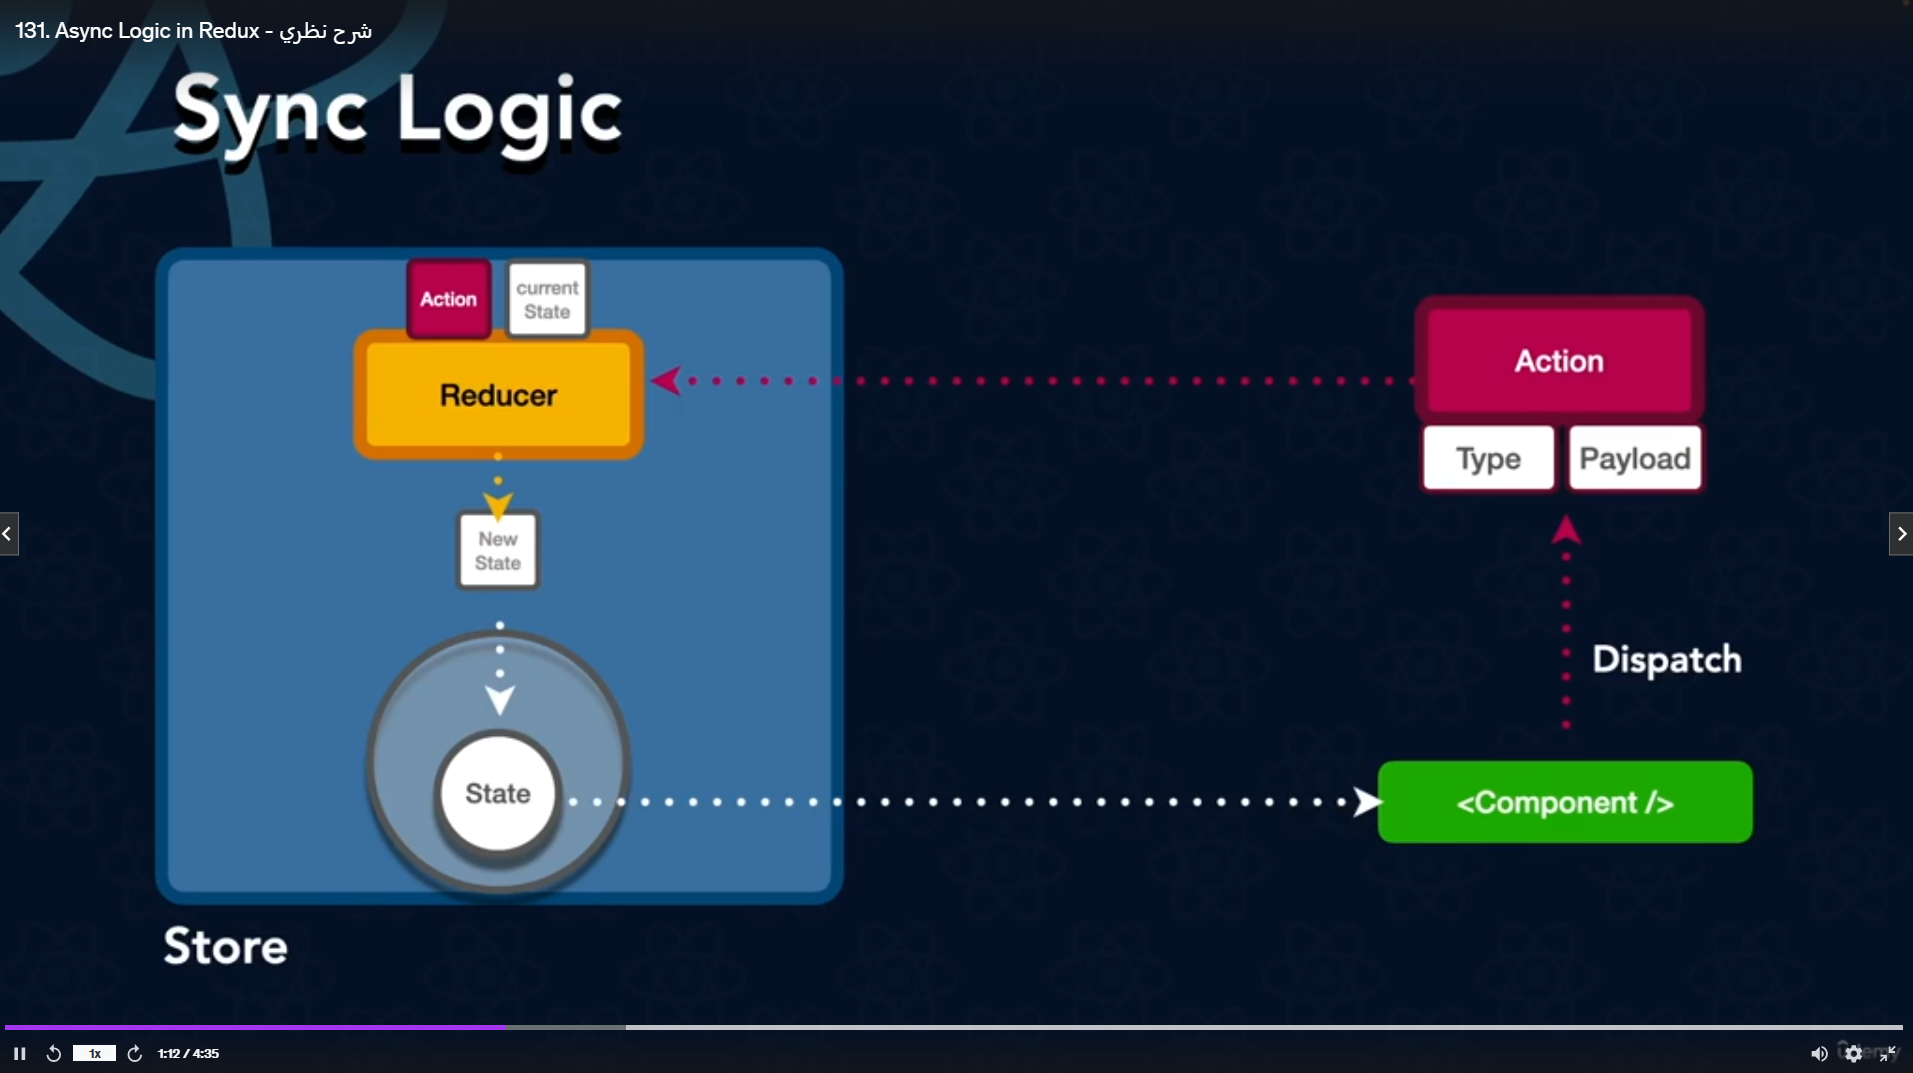 131. Async Logic in Redux - شرح نظري
Sync Logic
Action
current
State
Reducer
New
State
State
Store
Action
Type
Payload
Dispatch
<Component />
1x
1:12 / 4:35
ûdemy